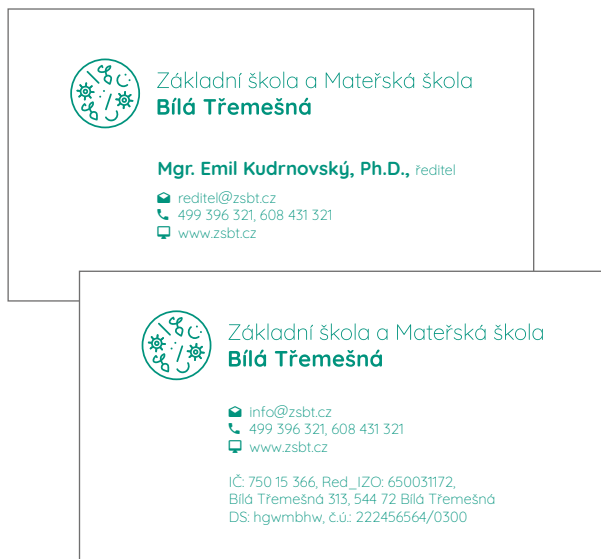 Základní škola a Mateřská škola
Bílá Třemešná
Mgr. Emil Kudrnovský, Ph.D., ředitel
reditel@zsbt.cz
499 396 321, 608 431 321
www.zsbt.cz
Základní škola a Mateřská škola
Bílá Třemešná
info@zsbt.cz
499 396 321, 608 431 321
www.zsbt.cz
IČ: 750 15 366, Red_IZO: 650031172,
Bílá Třemešná 313, 544 72 Bílá Třemešná
DS: hgwmbhw, č.ú.: 222456564/0300